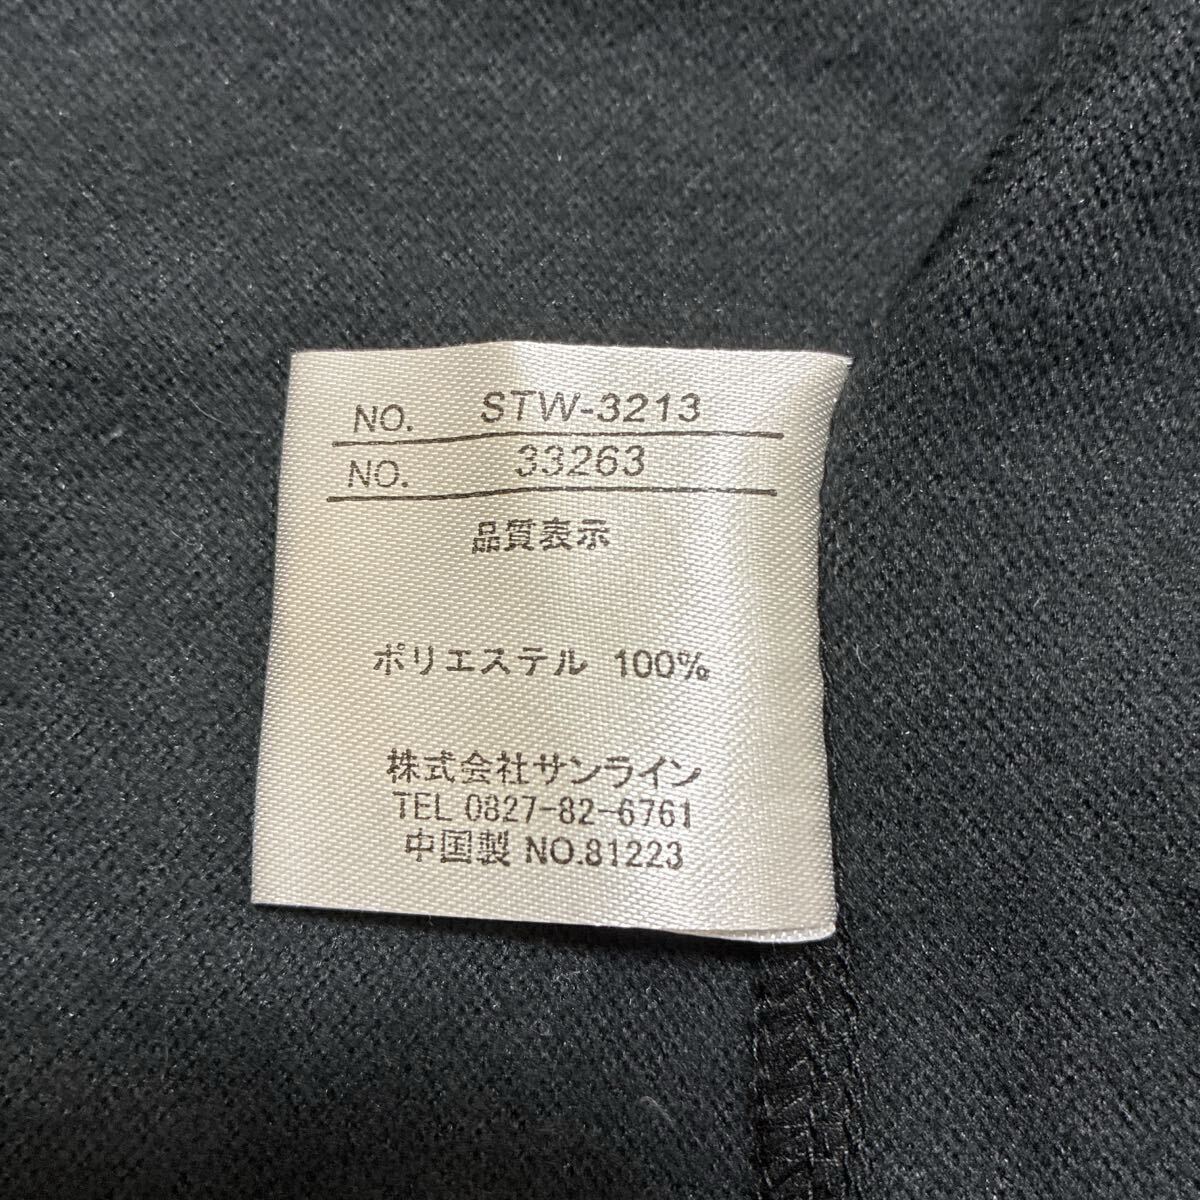 NO. STW-3213
NO. 33263
品質表示
ポリエステル 100%
株式会社サンライン
TEL 0827-82-6761
中国製 NO.81223